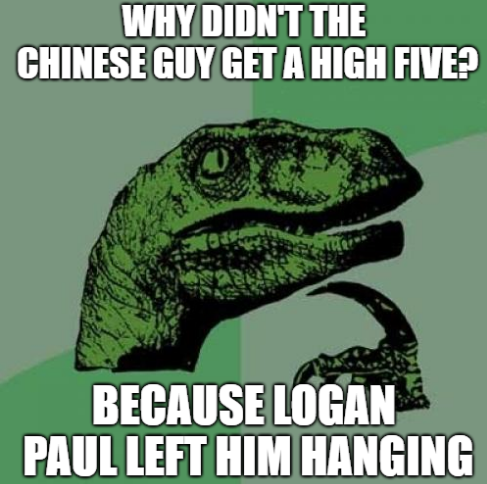 WHY DIDN'T THE
CHINESE GUY GET A HIGH FIVE?
BECAUSE LOGAN
PAUL LEFT HIM HANGING